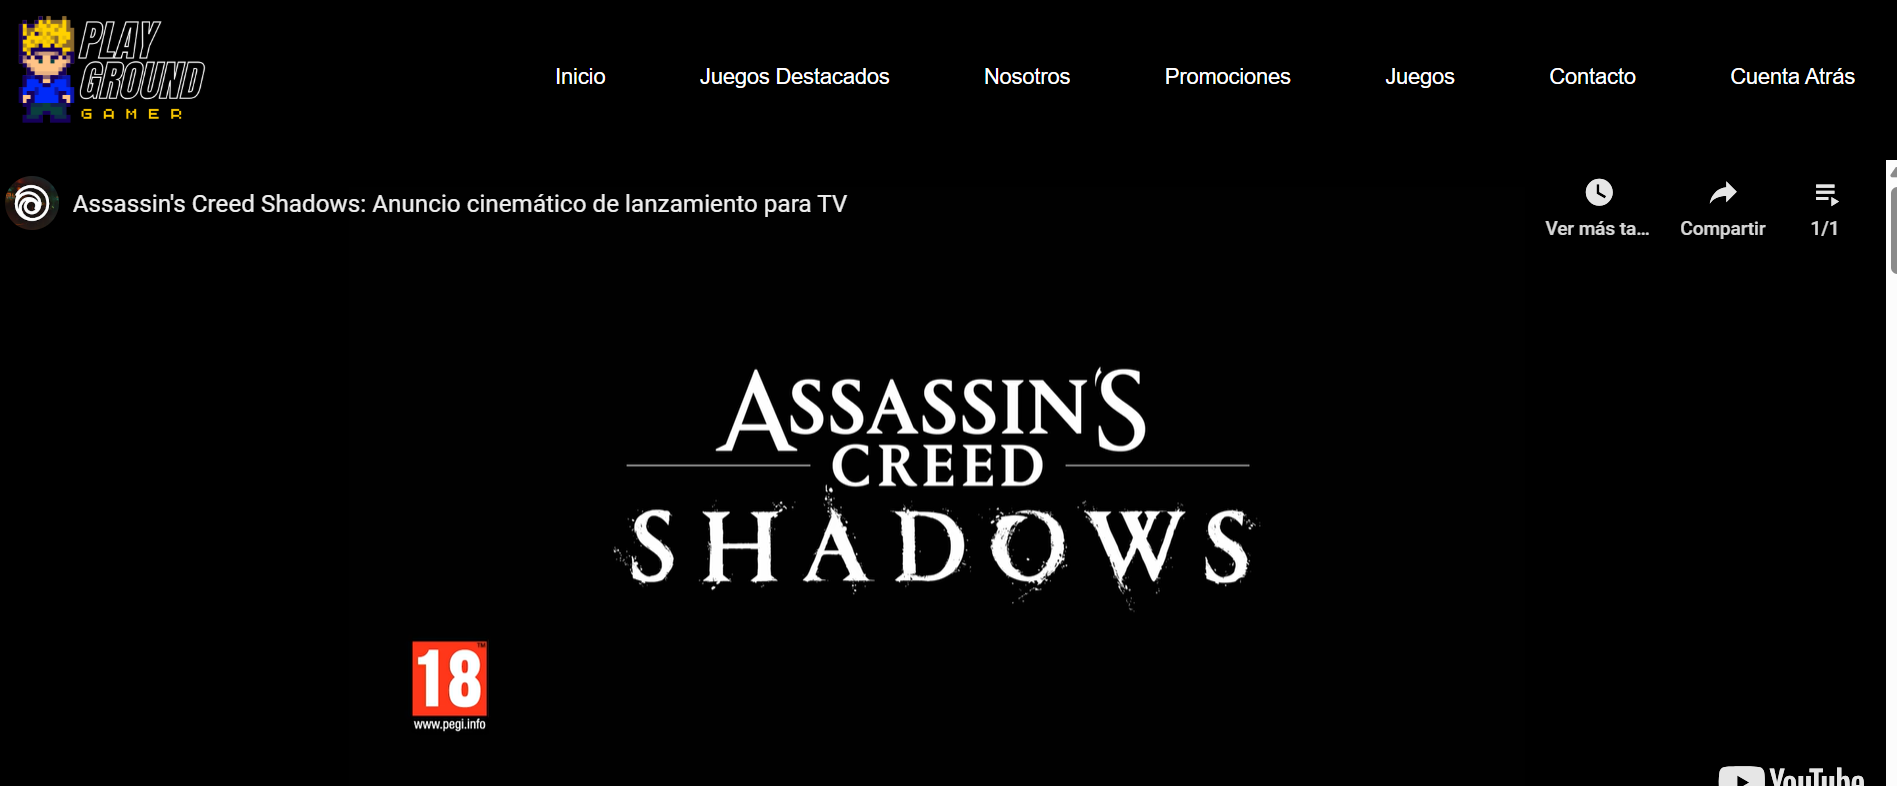 PLAY
GROUND
GAMER
Inicio
Juegos Destacados
Nosotros
Promociones
Juegos
Contacto
Cuenta Atrás
Assassin's Creed Shadows: Anuncio cinemático de lanzamiento para TV
Ver más ta...
Compartir
1/1
ASSASSIN'S
CREED
SHADOWS
18
TM
www.pegi.info
YouTube